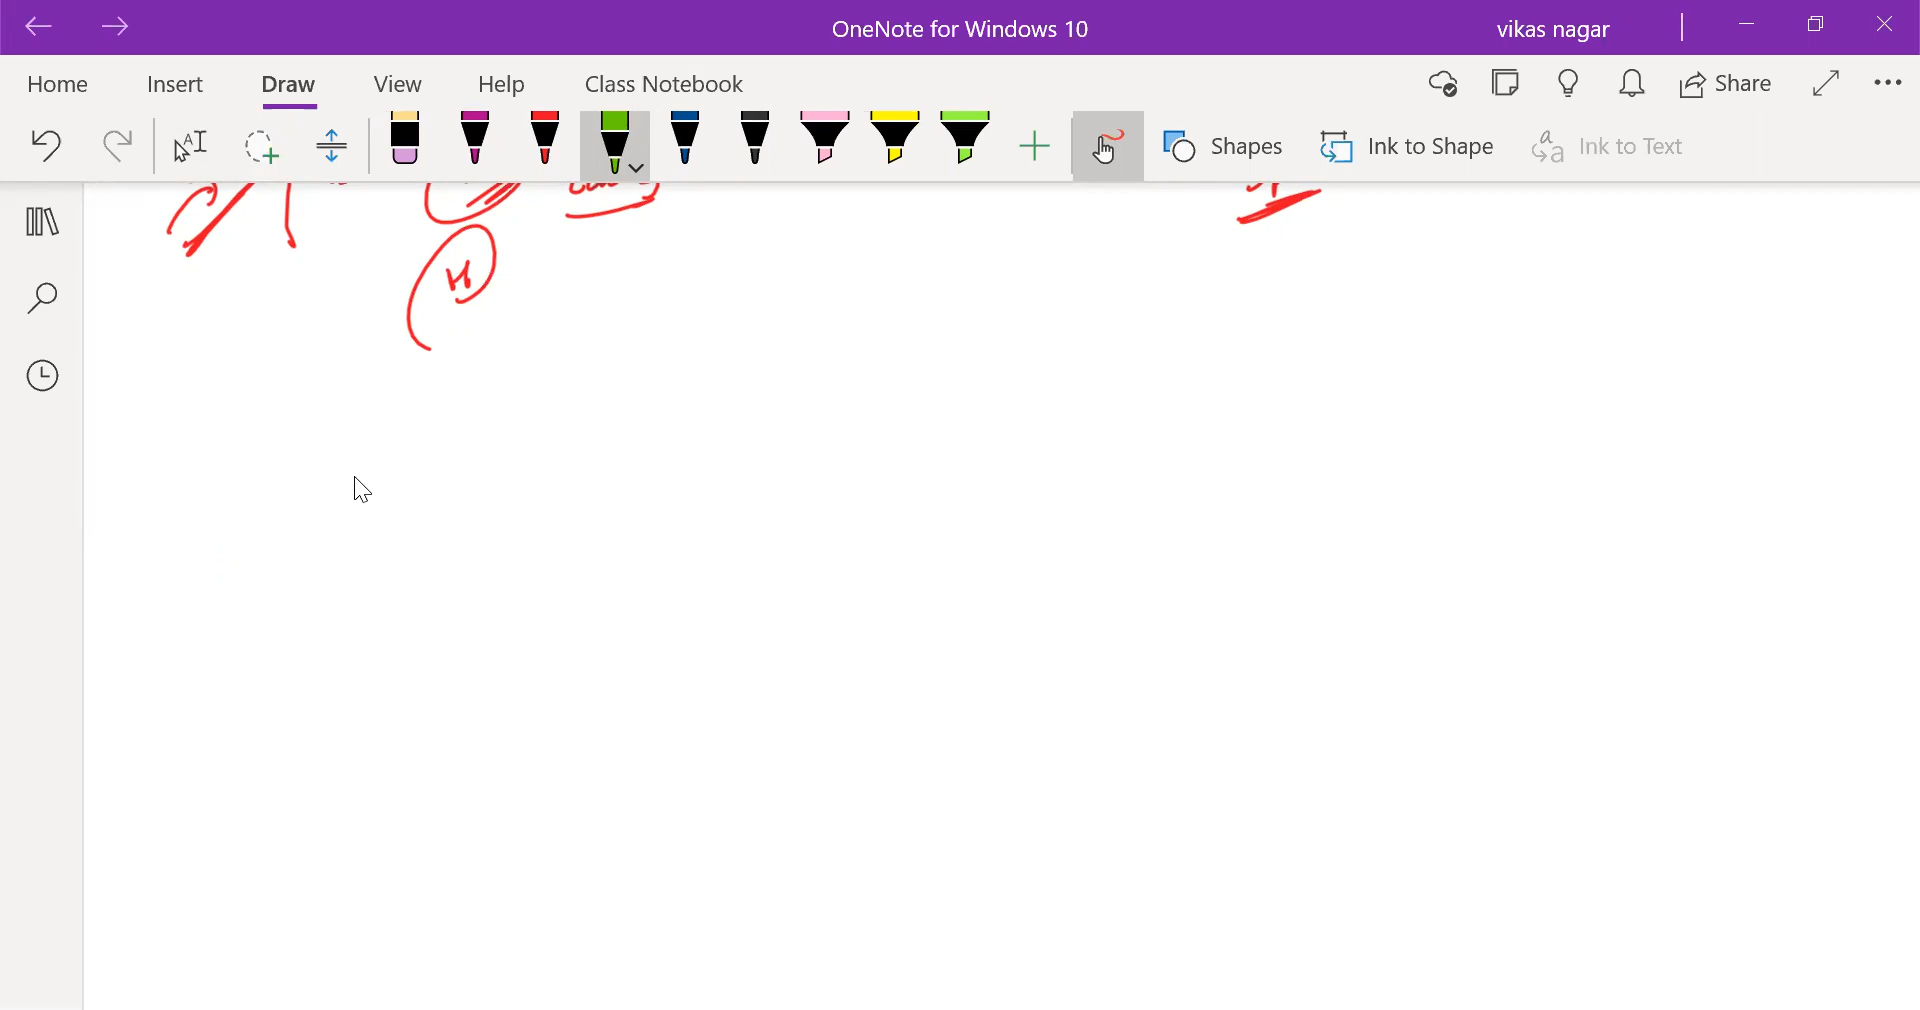 OneNote for Windows 10
vikas nagar
Home Insert Draw View Help Class Notebook Share
Shapes Ink to Shape Ink to Text
H